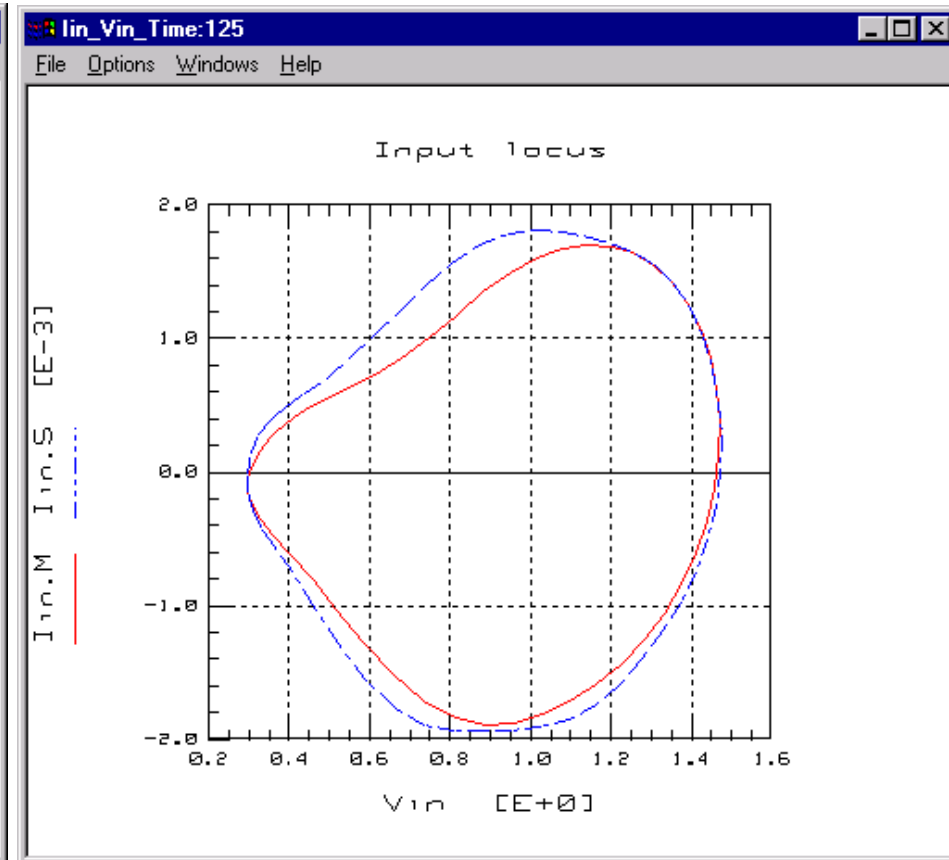 Iin_Vin_Time:125
File Options Windows Help
Input locus
2.0
1.0
0.0
-1.0
-2.0
0.2 0.4 0.6 0.8 1.0 1.2 1.4 1.6
Vin [E+0]
Iin.M Iin.S [E-3]